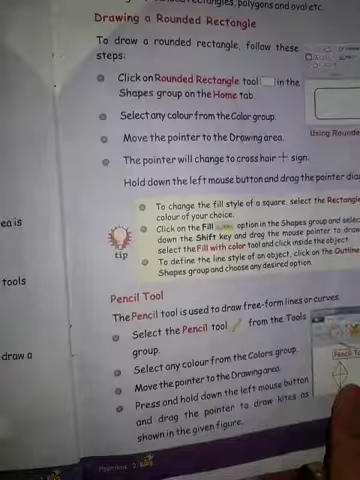 rectangles, polygons and oval etc.
Drawing a Rounded Rectangle
To draw a rounded rectangle, follow these
steps:
Click on Rounded Rectangle tool in the
Shapes group on the Home tab.
Select any colour from the Color group.
Move the pointer to the Drawing area.
Using Rounde
The pointer will change to cross hair + sign.
Hold down the left mouse button and drag the pointer dia
To change the fill style of a square, select the Rectangle
colour of your choice.
Click on the Fill option in the Shapes group and selec
down the Shift key and drag the mouse pointer to draw
select the Fill with color tool and click inside the object.
To define the line style of an object, click on the Outline
Shapes group and choose any desired option.
tip
ea is
tools
draw a
Pencil Tool
The Pencil tool is used to draw free-form lines or curves.
Select the Pencil tool from the Tools
group.
Select any colour from the Colors group.
Move the pointer to the Drawing area.
Press and hold down the left mouse button
and drag the pointer to draw kites as
shown in the given figure.
Pencil To